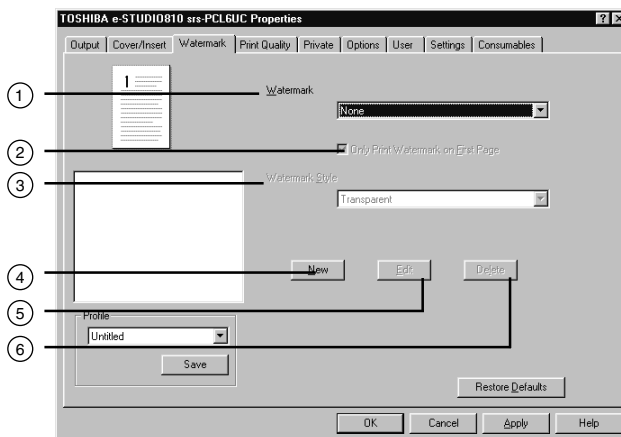 TOSHIBA e-STUDIO810 srs-PCL6UC Properties
Output Cover/Insert Watermark Print Quality Private Options User Settings Consumables
1
1
Watermark
None
2
Only Print Watermark on First Page
3
Watermark Style
Transparent
4
New
Edit
Delete
5
Profile
6
Untitled
Save
Restore Defaults
OK Cancel Apply Help